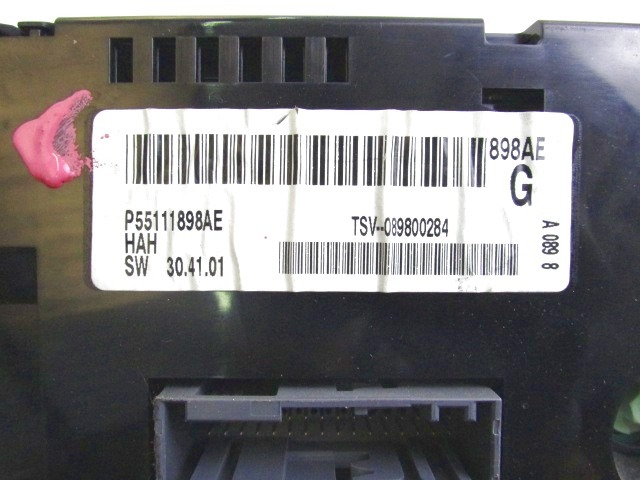 898AE
G
P55111898AE
HAH
SW 30.41.01
TSV--089800284
A 089 8